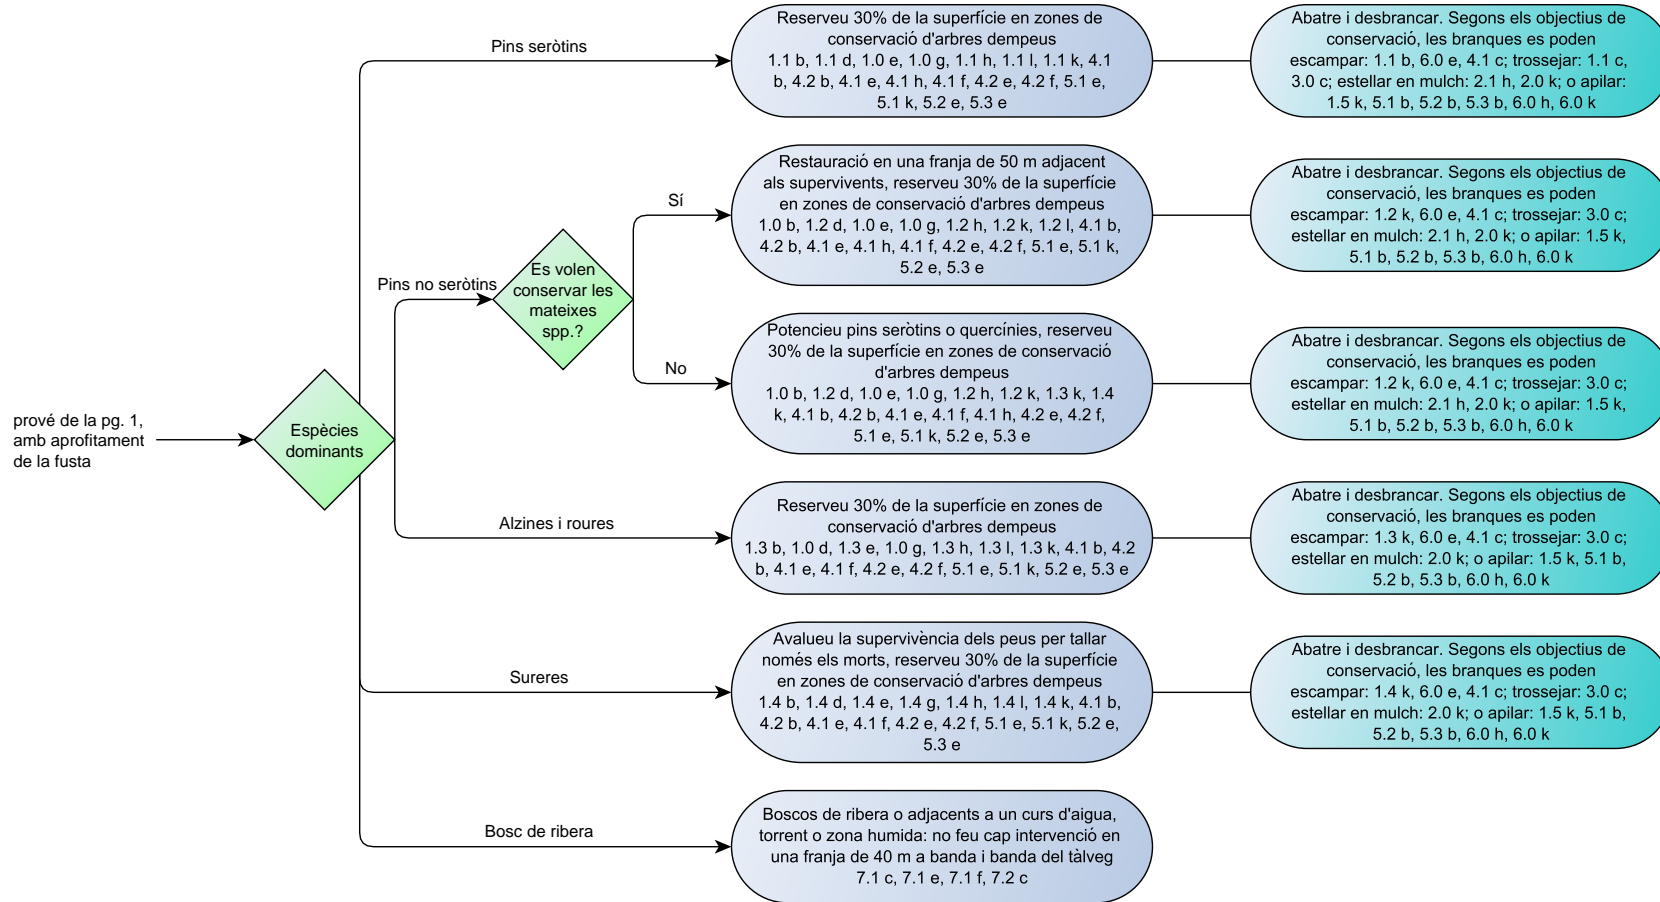 prové de la pg. 1,
amb aprofitament
de la fusta
Espècies
dominants
Pins seròtins
Reserveu 30% de la superfície en zones de
conservació d'arbres dempeus
1.1 b, 1.1 d, 1.0 e, 1.0 g, 1.1 h, 1.1 l, 1.1 k, 4.1
b, 4.2 b, 4.1 e, 4.1 h, 4.1 f, 4.2 e, 4.2 f, 5.1 e,
5.1 k, 5.2 e, 5.3 e
Abatre i desbrancar. Segons els objectius de
conservació, les branques es poden
escampar: 1.1 b, 6.0 e, 4.1 c; trossejar: 1.1 c,
3.0 c; estellar en mulch: 2.1 h, 2.0 k; o apilar:
1.5 k, 5.1 b, 5.2 b, 5.3 b, 6.0 h, 6.0 k
Pins no seròtins
Es volen
conservar les
mateixes
spp.?
Sí
Restauració en una franja de 50 m adjacent
als supervivents, reserveu 30% de la superfície
en zones de conservació d'arbres dempeus
1.0 b, 1.2 d, 1.0 e, 1.0 g, 1.2 h, 1.2 k, 1.2 l, 4.1 b,
4.2 b, 4.1 e, 4.1 h, 4.1 f, 4.2 e, 4.2 f, 5.1 e, 5.1 k,
5.2 e, 5.3 e
Abatre i desbrancar. Segons els objectius de
conservació, les branques es poden
escampar: 1.2 k, 6.0 e, 4.1 c; trossejar: 3.0 c;
estellar en mulch: 2.1 h, 2.0 k; o apilar: 1.5 k,
5.1 b, 5.2 b, 5.3 b, 6.0 h, 6.0 k
No
Potencieu pins seròtins o quercínies, reserveu
30% de la superfície en zones de conservació
d'arbres dempeus
1.0 b, 1.2 d, 1.0 e, 1.0 g, 1.2 h, 1.2 k, 1.3 k, 1.4
k, 4.1 b, 4.2 b, 4.1 e, 4.1 f, 4.1 h, 4.2 e, 4.2 f,
5.1 e, 5.1 k, 5.2 e, 5.3 e
Abatre i desbrancar. Segons els objectius de
conservació, les branques es poden
escampar: 1.2 k, 6.0 e, 4.1 c; trossejar: 3.0 c;
estellar en mulch: 2.1 h, 2.0 k; o apilar: 1.5 k,
5.1 b, 5.2 b, 5.3 b, 6.0 h, 6.0 k
Alzines i roures
Reserveu 30% de la superfície en zones de
conservació d'arbres dempeus
1.3 b, 1.0 d, 1.3 e, 1.0 g, 1.3 h, 1.3 l, 1.3 k, 4.1 b, 4.2
b, 4.1 e, 4.1 f, 4.2 e, 4.2 f, 5.1 e, 5.1 k, 5.2 e, 5.3 e
Abatre i desbrancar. Segons els objectius de
conservació, les branques es poden
escampar: 1.3 k, 6.0 e, 4.1 c; trossejar: 3.0 c;
estellar en mulch: 2.0 k; o apilar: 1.5 k, 5.1 b,
5.2 b, 5.3 b, 6.0 h, 6.0 k
Sureres
Avalueu la supervivència dels peus per tallar
només els morts, reserveu 30% de la superfície
en zones de conservació d'arbres dempeus
1.4 b, 1.4 d, 1.4 e, 1.4 g, 1.4 h, 1.4 l, 1.4 k, 4.1 b,
4.2 b, 4.1 e, 4.1 f, 4.2 e, 4.2 f, 5.1 e, 5.1 k, 5.2 e,
5.3 e
Abatre i desbrancar. Segons els objectius de
conservació, les branques es poden
escampar: 1.4 k, 6.0 e, 4.1 c; trossejar: 3.0 c;
estellar en mulch: 2.0 k; o apilar: 1.5 k, 5.1 b,
5.2 b, 5.3 b, 6.0 h, 6.0 k
Bosc de ribera
Boscos de ribera o adjacents a un curs d'aigua,
torrent o zona humida: no feu cap intervenció en
una franja de 40 m a banda i banda del tàlveg
7.1 c, 7.1 e, 7.1 f, 7.2 c